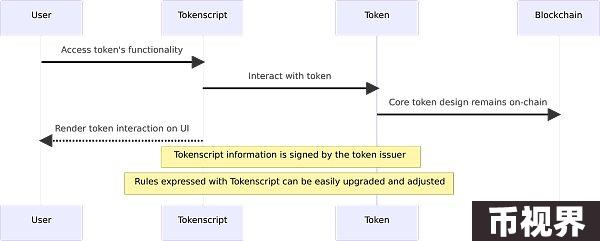 User Tokenscript Token Blockchain
Access token's functionality
Interact with token
Core token design remains on-chain
Render token interaction on UI
Tokenscript information is signed by the token issuer
Rules expressed with Tokenscript can be easily upgraded and adjusted
User Tokenscript Token
币视界